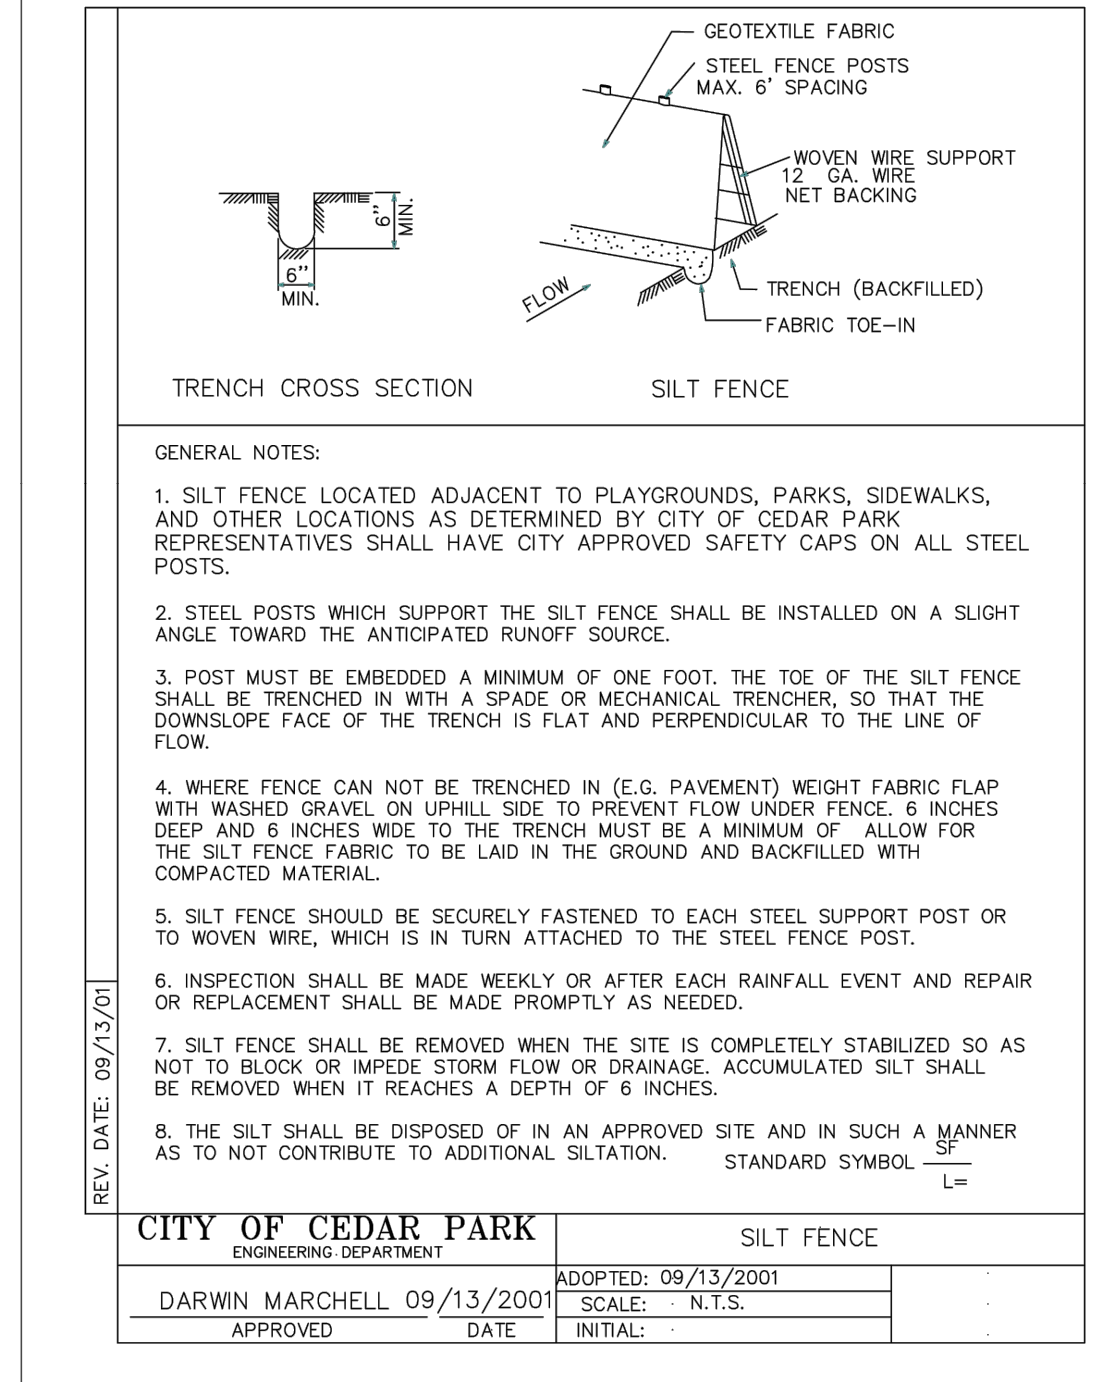 GEOTEXTILE FABRIC
STEEL FENCE POSTS
MAX. 6' SPACING
WOVEN WIRE SUPPORT
12 GA. WIRE
NET BACKING
6"
MIN.
6"
MIN.
FLOW
TRENCH (BACKFILLED)
FABRIC TOE-IN
TRENCH CROSS SECTION
SILT FENCE
GENERAL NOTES:
1. SILT FENCE LOCATED ADJACENT TO PLAYGROUNDS, PARKS, SIDEWALKS,
AND OTHER LOCATIONS AS DETERMINED BY CITY OF CEDAR PARK
REPRESENTATIVES SHALL HAVE CITY APPROVED SAFETY CAPS ON ALL STEEL
POSTS.
2. STEEL POSTS WHICH SUPPORT THE SILT FENCE SHALL BE INSTALLED ON A SLIGHT
ANGLE TOWARD THE ANTICIPATED RUNOFF SOURCE.
3. POST MUST BE EMBEDDED A MINIMUM OF ONE FOOT. THE TOE OF THE SILT FENCE
SHALL BE TRENCHED IN WITH A SPADE OR MECHANICAL TRENCHER, SO THAT THE
DOWNSLOPE FACE OF THE TRENCH IS FLAT AND PERPENDICULAR TO THE LINE OF
FLOW.
4. WHERE FENCE CAN NOT BE TRENCHED IN (E.G. PAVEMENT) WEIGHT FABRIC FLAP
WITH WASHED GRAVEL ON UPHILL SIDE TO PREVENT FLOW UNDER FENCE. 6 INCHES
DEEP AND 6 INCHES WIDE TO THE TRENCH MUST BE A MINIMUM OF ALLOW FOR
THE SILT FENCE FABRIC TO BE LAID IN THE GROUND AND BACKFILLED WITH
COMPACTED MATERIAL.
5. SILT FENCE SHOULD BE SECURELY FASTENED TO EACH STEEL SUPPORT POST OR
TO WOVEN WIRE, WHICH IS IN TURN ATTACHED TO THE STEEL FENCE POST.
6. INSPECTION SHALL BE MADE WEEKLY OR AFTER EACH RAINFALL EVENT AND REPAIR
OR REPLACEMENT SHALL BE MADE PROMPTLY AS NEEDED.
7. SILT FENCE SHALL BE REMOVED WHEN THE SITE IS COMPLETELY STABILIZED SO AS
NOT TO BLOCK OR IMPEDE STORM FLOW OR DRAINAGE. ACCUMULATED SILT SHALL
BE REMOVED WHEN IT REACHES A DEPTH OF 6 INCHES.
8. THE SILT SHALL BE DISPOSED OF IN AN APPROVED SITE AND IN SUCH A MANNER
AS TO NOT CONTRIBUTE TO ADDITIONAL SILTATION.
STANDARD SYMBOL SF
L=
REV. DATE: 09/13/01
CITY OF CEDAR PARK
ENGINEERING DEPARTMENT
SILT FENCE
DARWIN MARCHELL 09/13/2001
APPROVED DATE
ADOPTED: 09/13/2001
SCALE: N.T.S.
INITIAL: